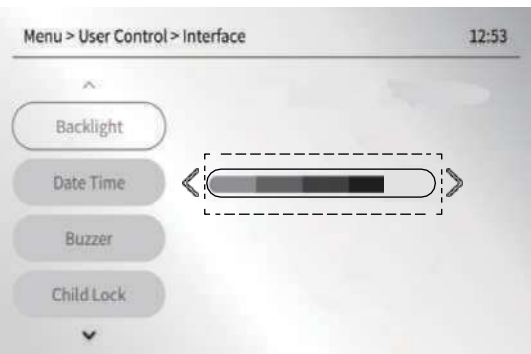 Menu > User Control > Interface 12:53
Backlight
Date Time
Buzzer
Child Lock